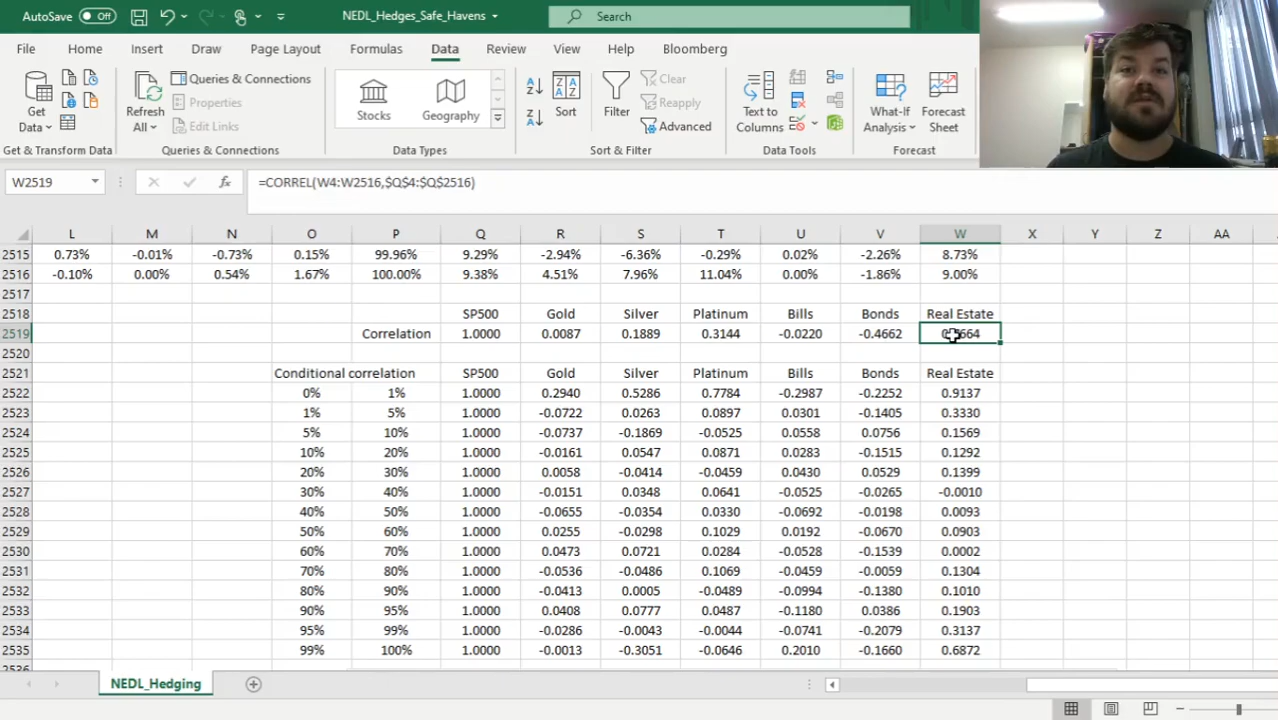 AutoSave Off NEDL_Hedges_Safe_Havens Search
File Home Insert Draw Page Layout Formulas Data Review View Help Bloomberg
Get Data Refresh All Queries & Connections Properties Edit Links Stocks Geography Sort Filter Clear Reapply Advanced Text to Columns What-If Analysis Forecast Sheet
Get & Transform Data Queries & Connections Data Types Sort & Filter Data Tools Forecast
W2519 fx =CORREL(W4:W2516,$Q$4:$Q$2516)
L M N O P Q R S T U V W X Y Z AA
2515 0.73% -0.01% -0.73% 0.15% 99.96% 9.29% -2.94% -6.36% -0.29% 0.02% -2.26% 8.73%
2516 -0.10% 0.00% 0.54% 1.67% 100.00% 9.38% 4.51% 7.96% 11.04% 0.00% -1.86% 9.00%
2517
2518 SP500 Gold Silver Platinum Bills Bonds Real Estate
2519 Correlation 1.0000 0.0087 0.1889 0.3144 -0.0220 -0.4662
2520
2521 Conditional correlation SP500 Gold Silver Platinum Bills Bonds Real Estate
2522 0% 1% 1.0000 0.2940 0.5286 0.7784 -0.2987 -0.2252 0.9137
2523 1% 5% 1.0000 -0.0722 0.0263 0.0897 0.0301 -0.1405 0.3330
2524 5% 10% 1.0000 -0.0737 -0.1869 -0.0525 0.0558 0.0756 0.1569
2525 10% 20% 1.0000 -0.0161 0.0547 0.0871 0.0283 -0.1515 0.1292
2526 20% 30% 1.0000 0.0058 -0.0414 -0.0459 0.0430 0.0529 0.1399
2527 30% 40% 1.0000 -0.0151 0.0348 0.0641 -0.0525 -0.0265 -0.0010
2528 40% 50% 1.0000 -0.0655 -0.0354 0.0330 -0.0692 -0.0198 0.0093
2529 50% 60% 1.0000 0.0255 -0.0298 0.1029 0.0192 -0.0670 0.0903
2530 60% 70% 1.0000 0.0473 0.0721 0.0284 -0.0528 -0.1539 0.0002
2531 70% 80% 1.0000 -0.0536 -0.0486 0.1069 -0.0459 -0.0059 0.1304
2532 80% 90% 1.0000 -0.0413 0.0005 -0.0489 -0.0994 -0.1380 0.1010
2533 90% 95% 1.0000 0.0408 0.0777 0.0487 -0.1180 0.0386 0.1903
2534 95% 99% 1.0000 -0.0286 -0.0043 -0.0044 -0.0741 -0.2079 0.3137
2535 99% 100% 1.0000 -0.0013 -0.3051 -0.0646 0.2010 -0.1660 0.6872
NEDL_Hedging